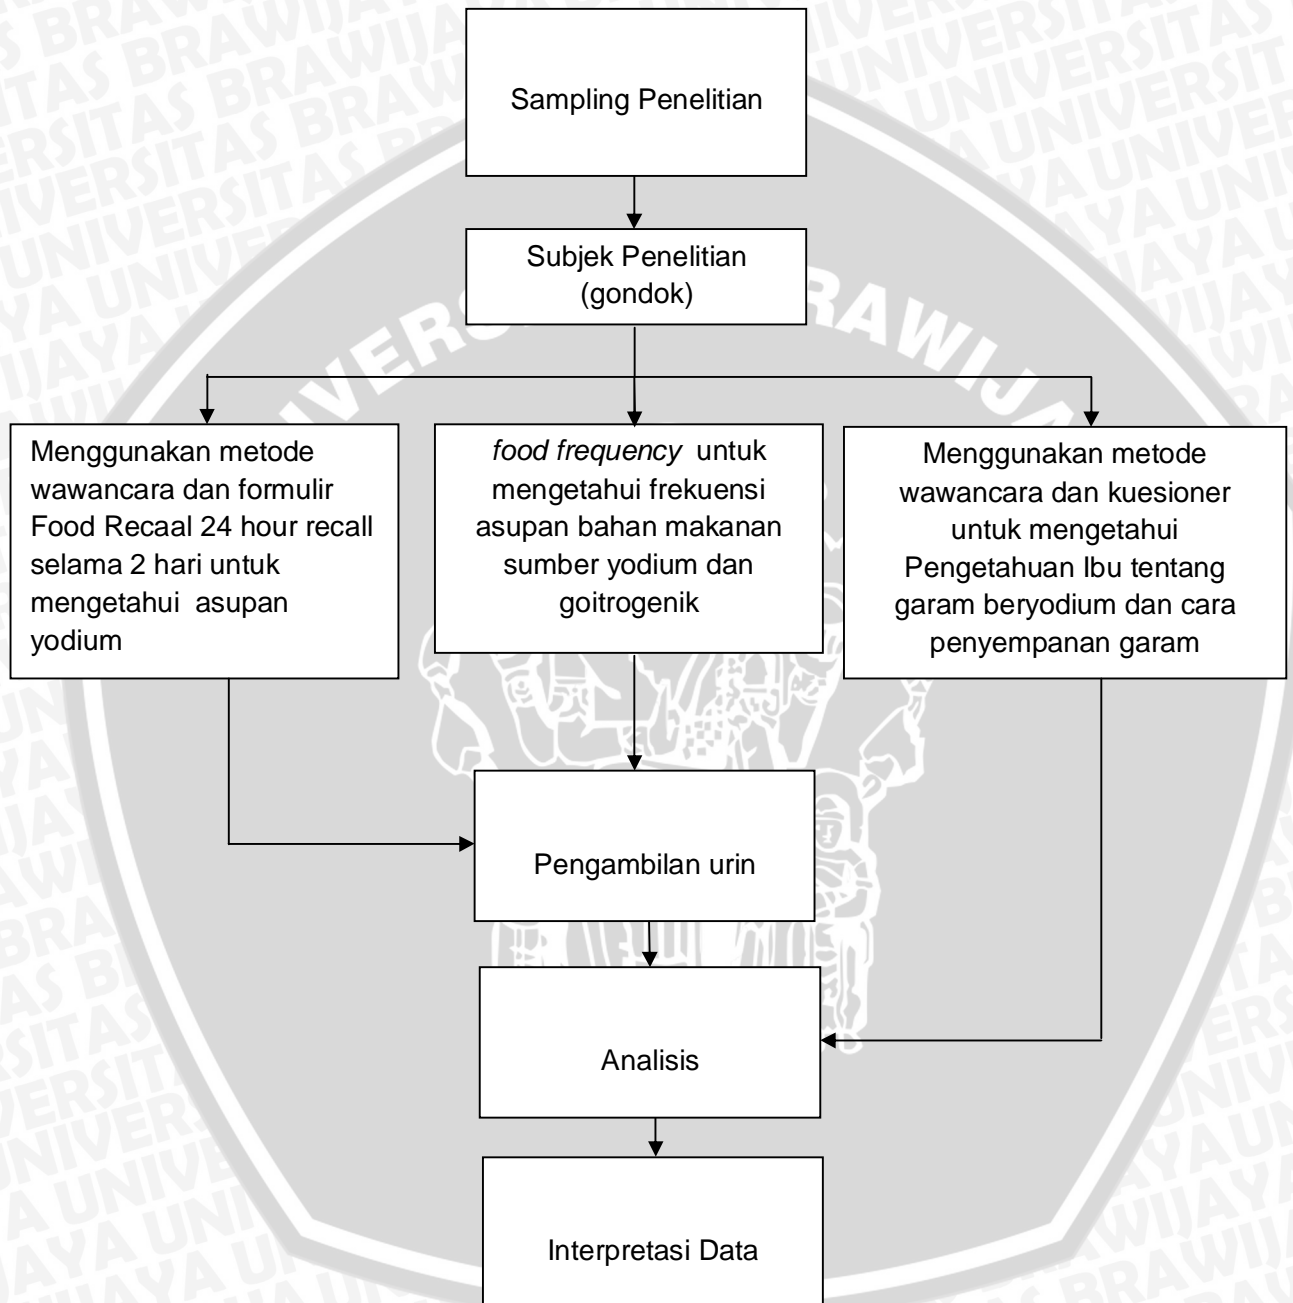 Sampling Penelitian
Subjek Penelitian
(gondok)
Menggunakan metode
wawancara dan formulir
Food Recaal 24 hour recall
selama 2 hari untuk
mengetahui asupan
yodium
food frequency untuk
mengetahui frekuensi
asupan bahan makanan
sumber yodium dan
goitrogenik
Menggunakan metode
wawancara dan kuesioner
untuk mengetahui
Pengetahuan Ibu tentang
garam beryodium dan cara
penyempanan garam
Pengambilan urin
Analisis
Interpretasi Data